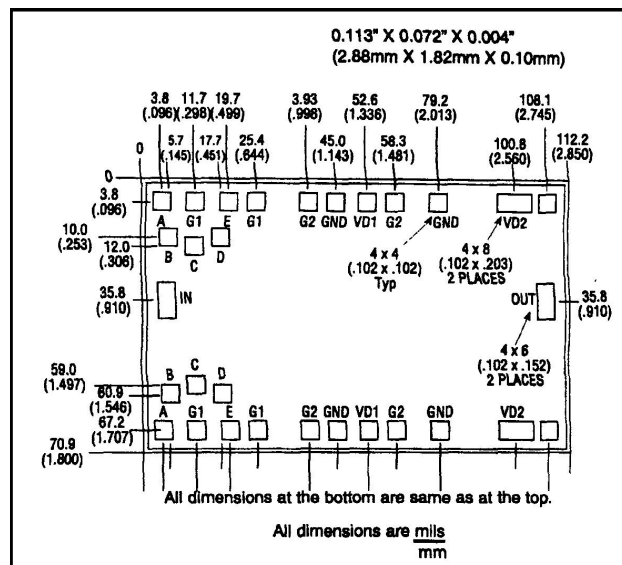 0.113" X 0.072" X 0.004"
(2.88mm X 1.82mm X 0.10mm)
3.8 11.7 19.7 3.93 52.6 79.2 108.1
(.096) (.298) (.499) (.998) (1.336) (2.013) (2.745)
5.7 17.7 25.4 45.0 58.3 100.8 112.2
(.145) (.451) (.644) (1.143) (1.481) (2.560) (2.850)
0
0
3.8
(.096)
A G1 E G1 G2 GND VD1 G2 GND VD2
10.0
(.253)
12.0
(.306)
B C D
4 x 4
(.102 x .102)
Typ
4 x 8
(.102 x .203)
2 PLACES
35.8
(.910)
IN
OUT
35.8
(.910)
4 x 6
(.102 x .152)
2 PLACES
59.0
(1.497)
B C D
60.9
(1.546)
A G1 E G1 G2 GND VD1 G2 GND VD2
67.2
(1.707)
70.9
(1.800)
All dimensions at the bottom are same as at the top.
All dimensions are mils
mm